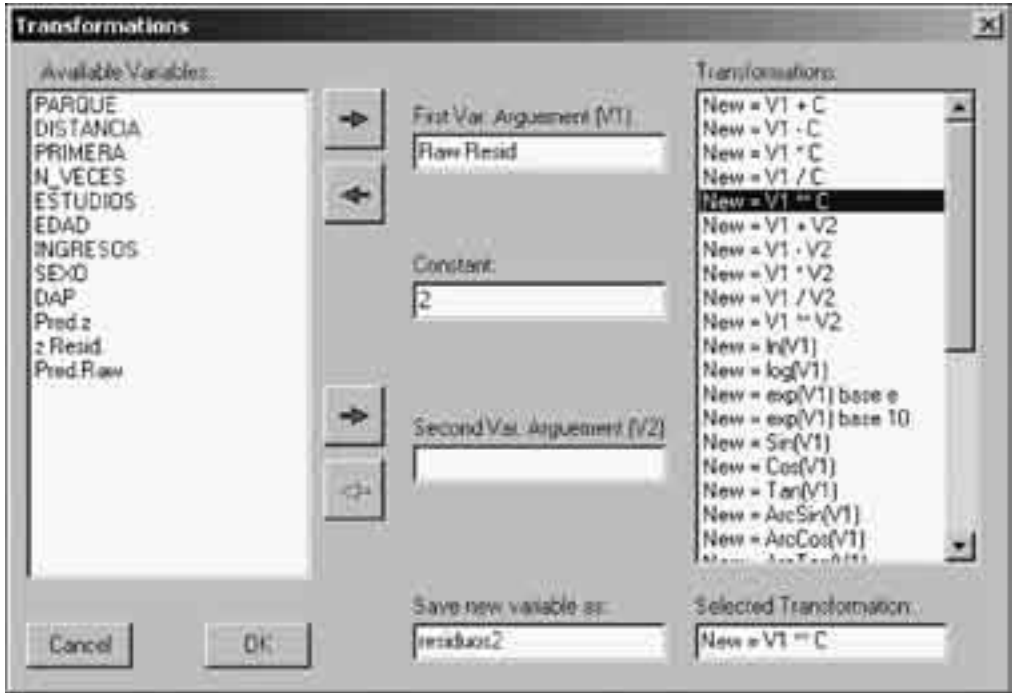 Transformations
Available Variables:
PARQUE
DISTANCIA
PRIMERA
N_VECES
ESTUDIOS
EDAD
INGRESOS
SEXO
DAP
Pred.z
z Resid.
Pred.Raw
Cancel
OK
First Var. Arguement (V1)
Raw Resid
Constant:
2
Second Var. Arguement (V2)
Save new variable as:
residuos2
Transformations:
New = V1 + C
New = V1 - C
New = V1 * C
New = V1 / C
New = V1 ** C
New = V1 + V2
New = V1 - V2
New = V1 * V2
New = V1 / V2
New = V1 ** V2
New = ln(V1)
New = log(V1)
New = exp(V1) base e
New = exp(V1) base 10
New = Sin(V1)
New = Cos(V1)
New = Tan(V1)
New = ArcSin(V1)
New = ArcCos(V1)
New = ArcTan(V1)
Selected Transformation:
New = V1 ** C